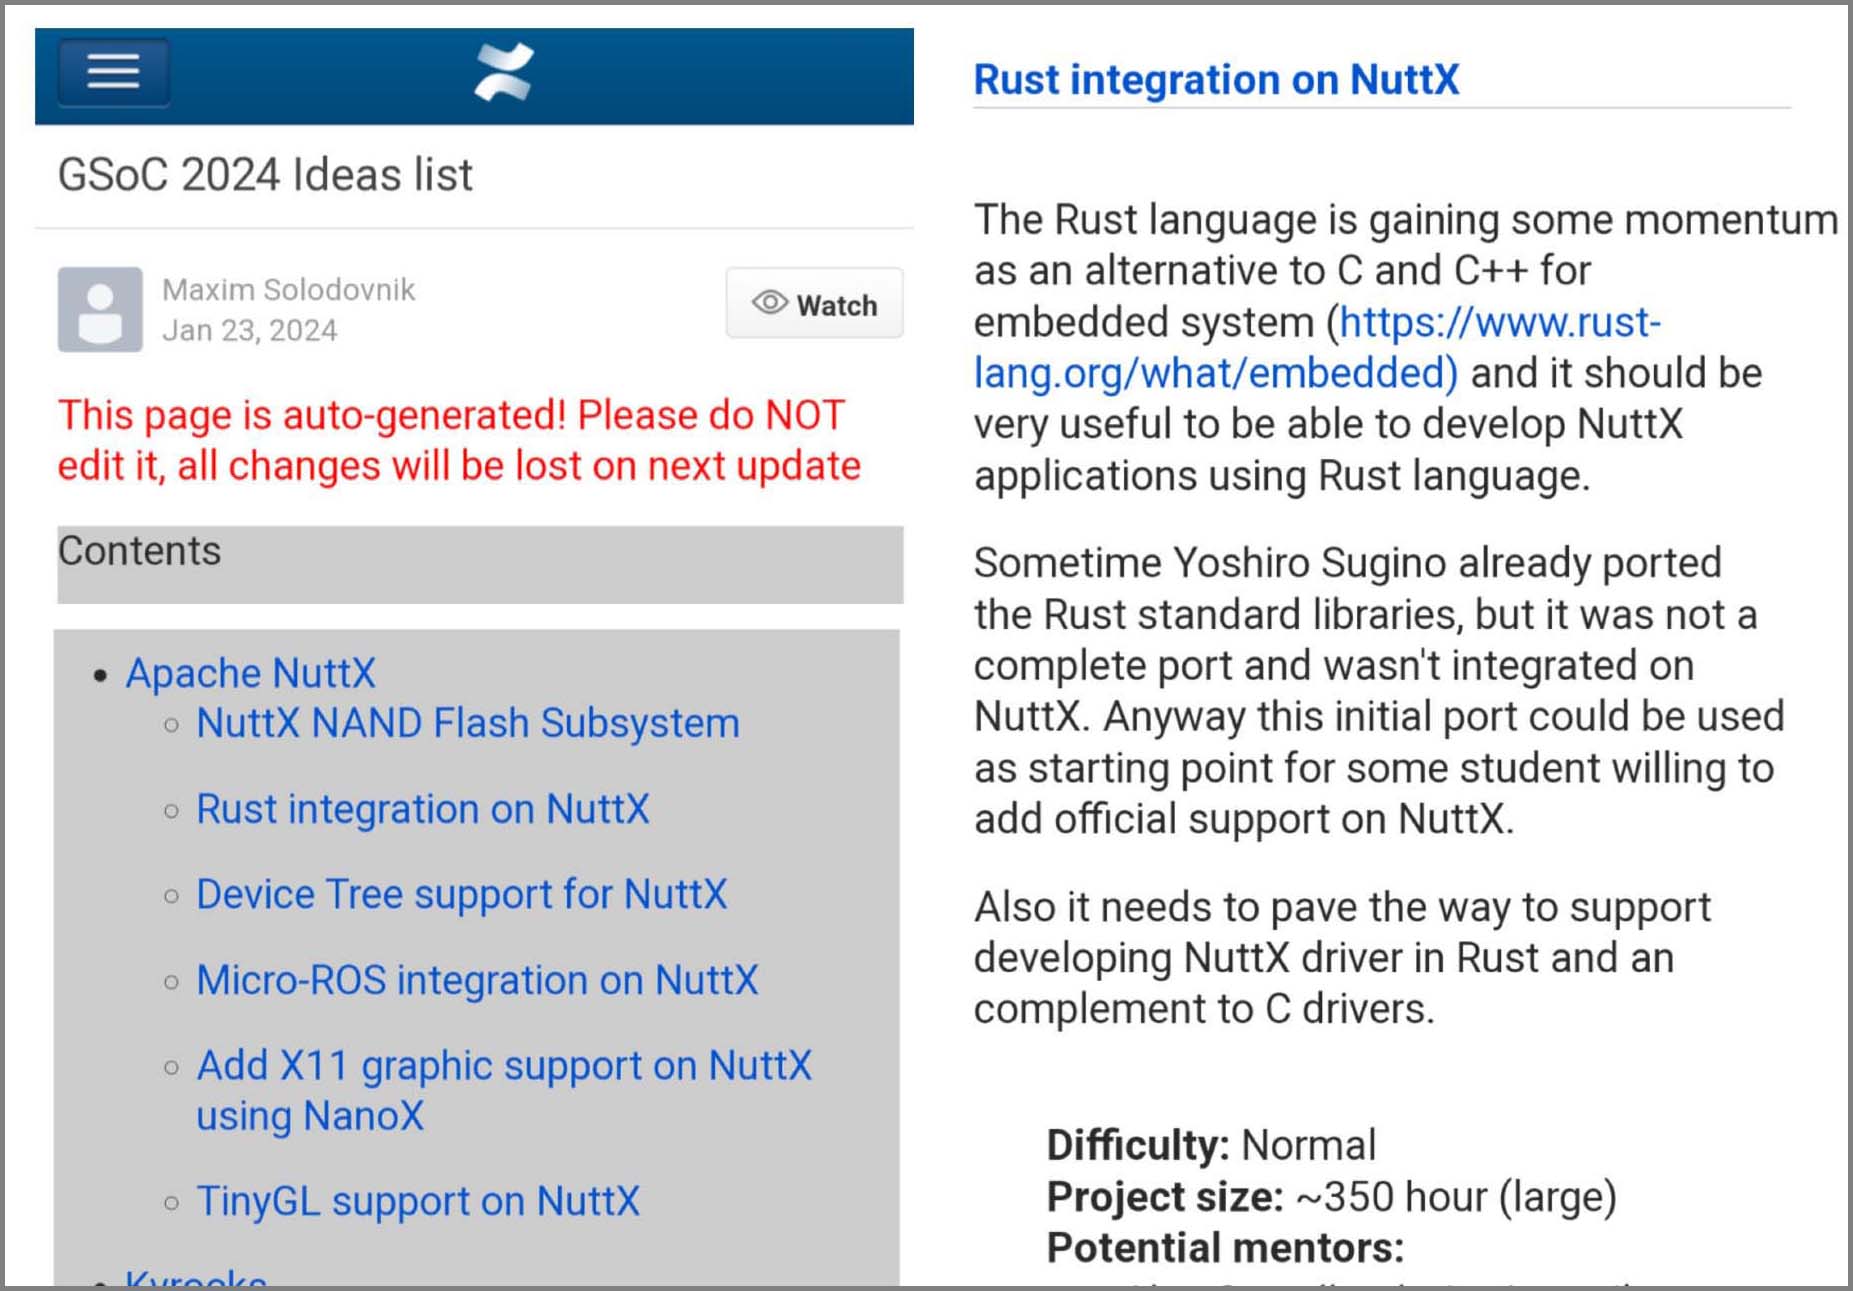 GSoC 2024 Ideas list
Maxim Solodovnik
Jan 23, 2024
Watch
This page is auto-generated! Please do NOT
edit it, all changes will be lost on next update
Contents
• Apache NuttX
○ NuttX NAND Flash Subsystem
○ Rust integration on NuttX
○ Device Tree support for NuttX
○ Micro-ROS integration on NuttX
○ Add X11 graphic support on NuttX
using NanoX
○ TinyGL support on NuttX
Rust integration on NuttX
The Rust language is gaining some momentum
as an alternative to C and C++ for
embedded system (https://www.rust-
lang.org/what/embedded) and it should be
very useful to be able to develop NuttX
applications using Rust language.
Sometime Yoshiro Sugino already ported
the Rust standard libraries, but it was not a
complete port and wasn't integrated on
NuttX. Anyway this initial port could be used
as starting point for some student willing to
add official support on NuttX.
Also it needs to pave the way to support
developing NuttX driver in Rust and an
complement to C drivers.
Difficulty: Normal
Project size: ~350 hour (large)
Potential mentors: